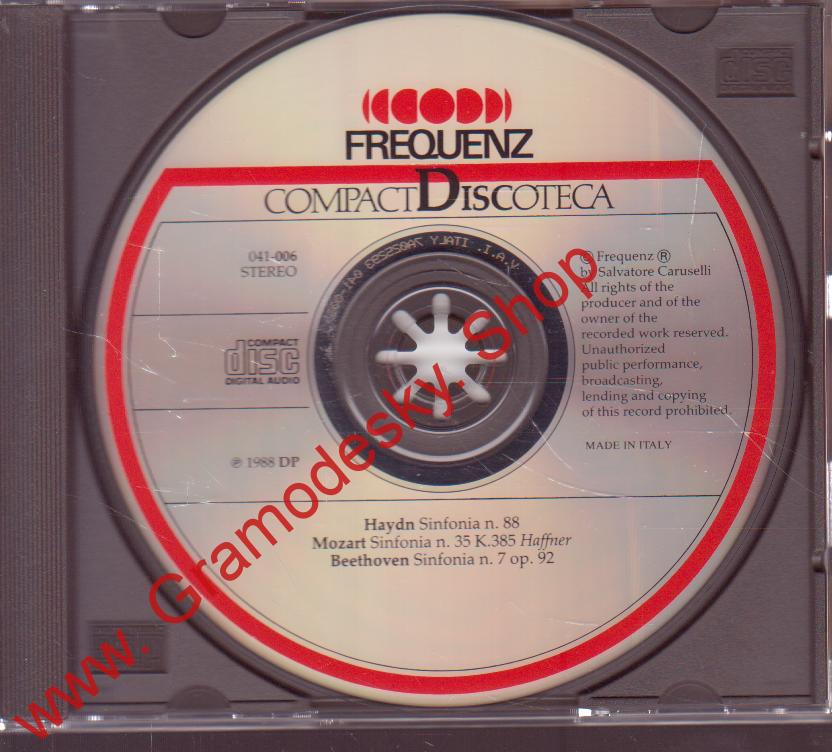 FREQUENZ
COMPACT DISCOTECA
041-006
STEREO
COMPACT
disc
DIGITAL AUDIO
℗ 1988 DP
© Frequenz ®
by Salvatore Caruselli
All rights of the
producer and of the
owner of the
recorded work reserved.
Unauthorized
public performance,
broadcasting,
lending and copying
of this record prohibited.
MADE IN ITALY
Haydn Sinfonia n. 88
Mozart Sinfonia n. 35 K.385 Haffner
Beethoven Sinfonia n. 7 op. 92
www. Gramodesky. Shop
COMPACT
disc